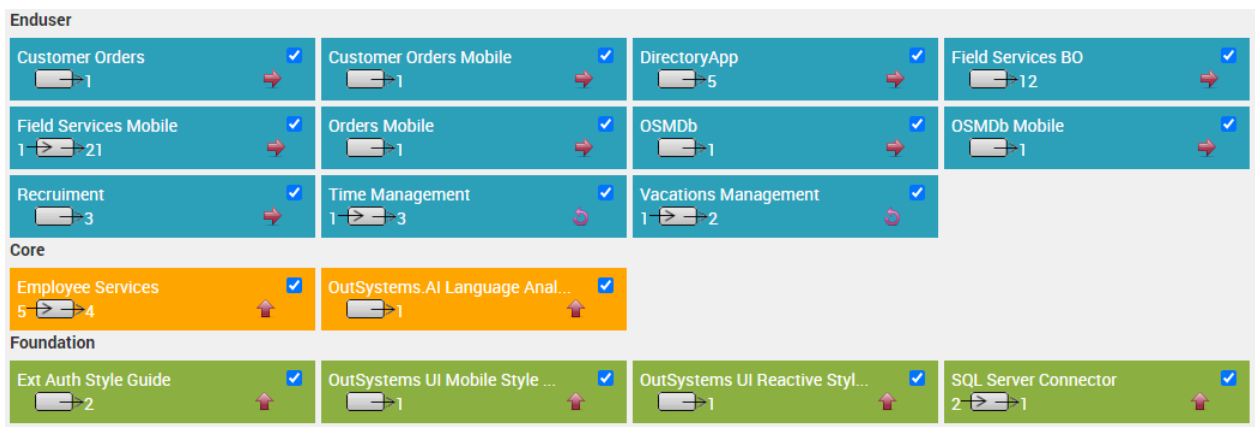 Enduser
Customer Orders
1
Customer Orders Mobile
1
DirectoryApp
5
Field Services BO
12
Field Services Mobile
1 21
Orders Mobile
1
OSMDb
1
OSMDb Mobile
1
Recruiment
3
Time Management
1 3
Vacations Management
1 2
Core
Employee Services
5 4
OutSystems.AI Language Anal...
1
Foundation
Ext Auth Style Guide
2
OutSystems UI Mobile Style ...
1
OutSystems UI Reactive Styl...
1
SQL Server Connector
2 1